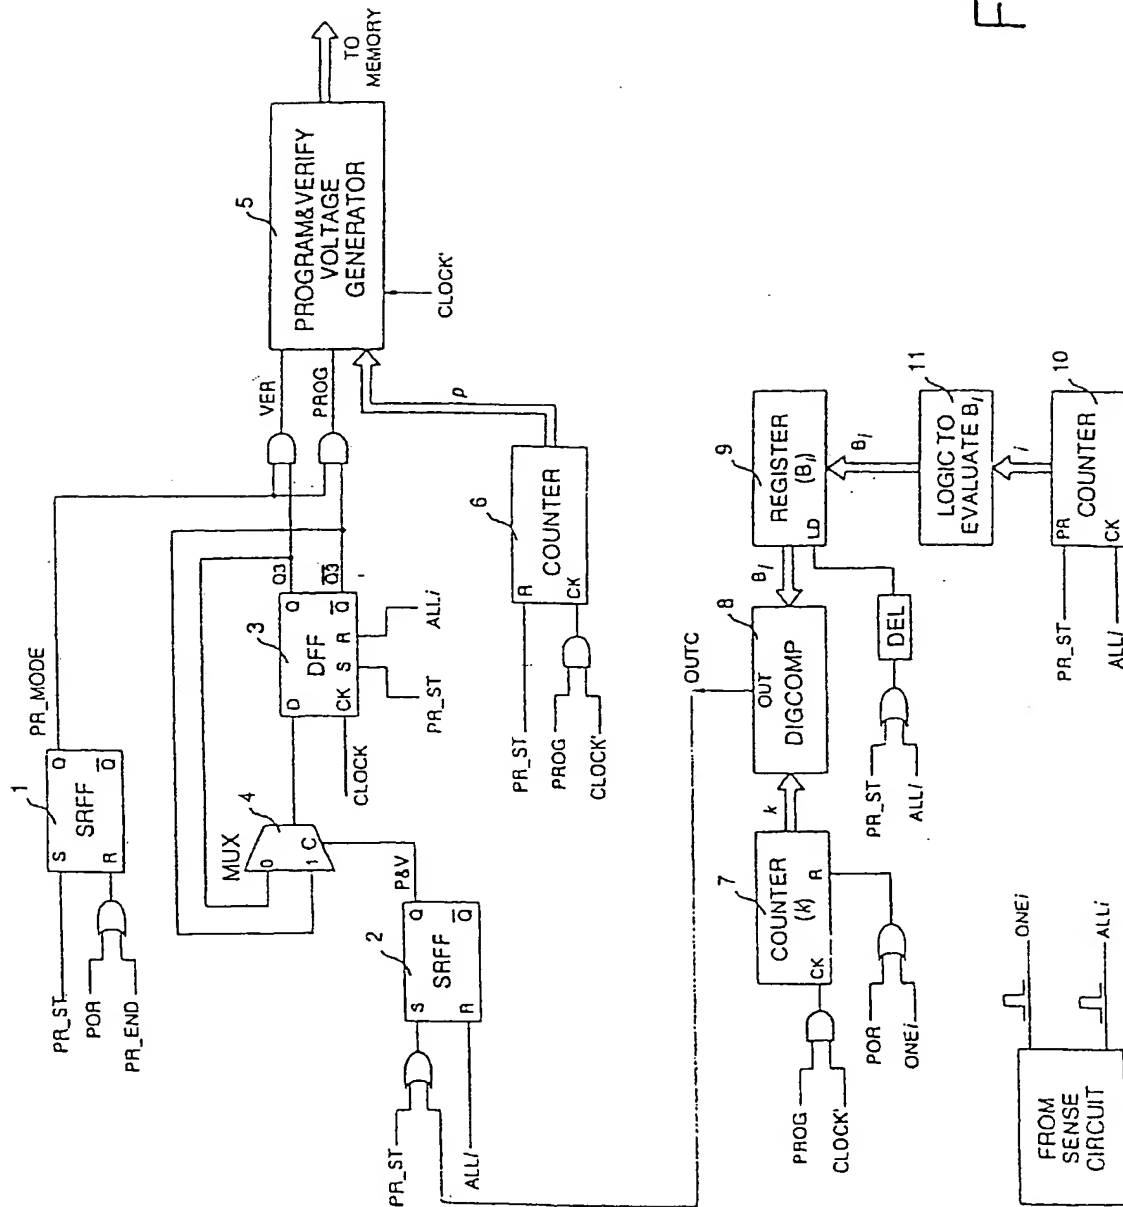 F
TO
MEMORY
5
PROGRAM&VERIFY
VOLTAGE
GENERATOR
CLOCK'
VER
PROG
p
PR_MODE
1
S
Q
SRFF
R
Q
PR_ST
POR
PR_END
MUX
4
0
1
C
3
D
Q
Q3
DFF
CK
S
R
Q
Q3
CLOCK
PR_ST
ALLi
6
R
COUNTER
CK
PR_ST
PROG
CLOCK'
P&V
2
S
Q
SRFF
R
Q
PR_ST
ALLi
OUTC
7
COUNTER
(k)
CK
R
PROG
CLOCK'
POR
ONEi
k
8
OUT
DIGCOMP
Bi
9
REGISTER
(Bi)
LD
DEL
PR_ST
ALLi
Bi
11
LOGIC TO
EVALUATE Bi
i
10
PR
COUNTER
CK
PR_ST
ALLi
FROM
SENSE
CIRCUIT
ONEi
ALLi